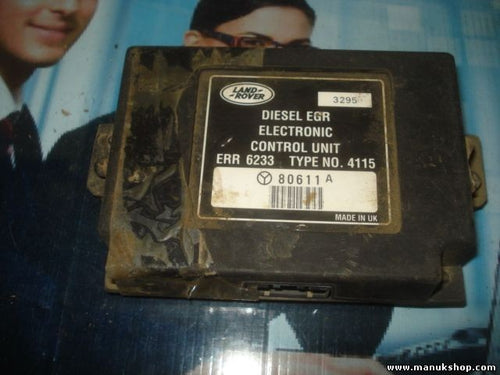 LAND-
ROVER
3295
DIESEL EGR
ELECTRONIC
CONTROL UNIT
ERR 6233 TYPE NO. 4115
80611 A
MADE IN UK
www.manukshop.com